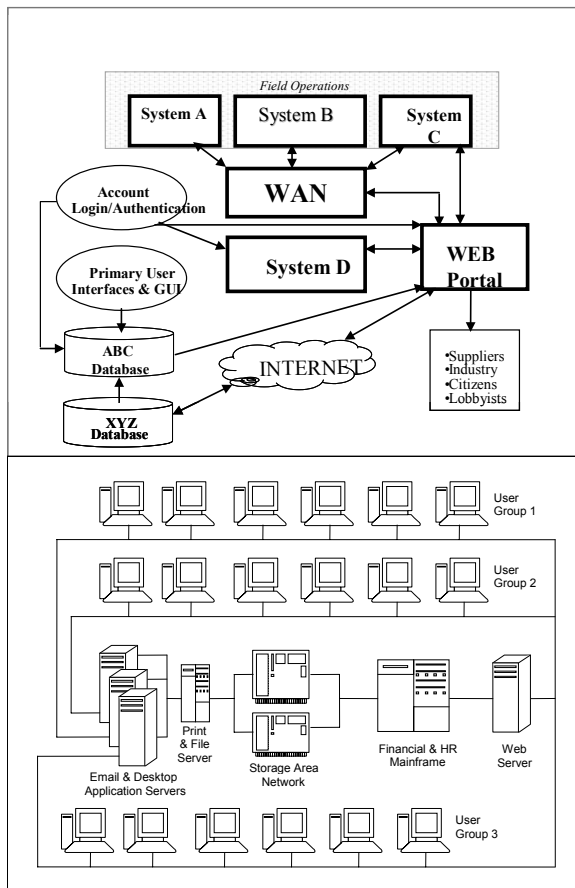 Field Operations
System A
System B
System
C
WAN
Account
Login/Authentication
System D
WEB
Portal
Primary User
Interfaces & GUI
ABC
Database
INTERNET
XYZ
Database
•Suppliers
•Industry
•Citizens
•Lobbyists
User
Group 1
User
Group 2
Print
& File
Server
Email & Desktop
Application Servers
Storage Area
Network
Financial & HR
Mainframe
Web
Server
User
Group 3